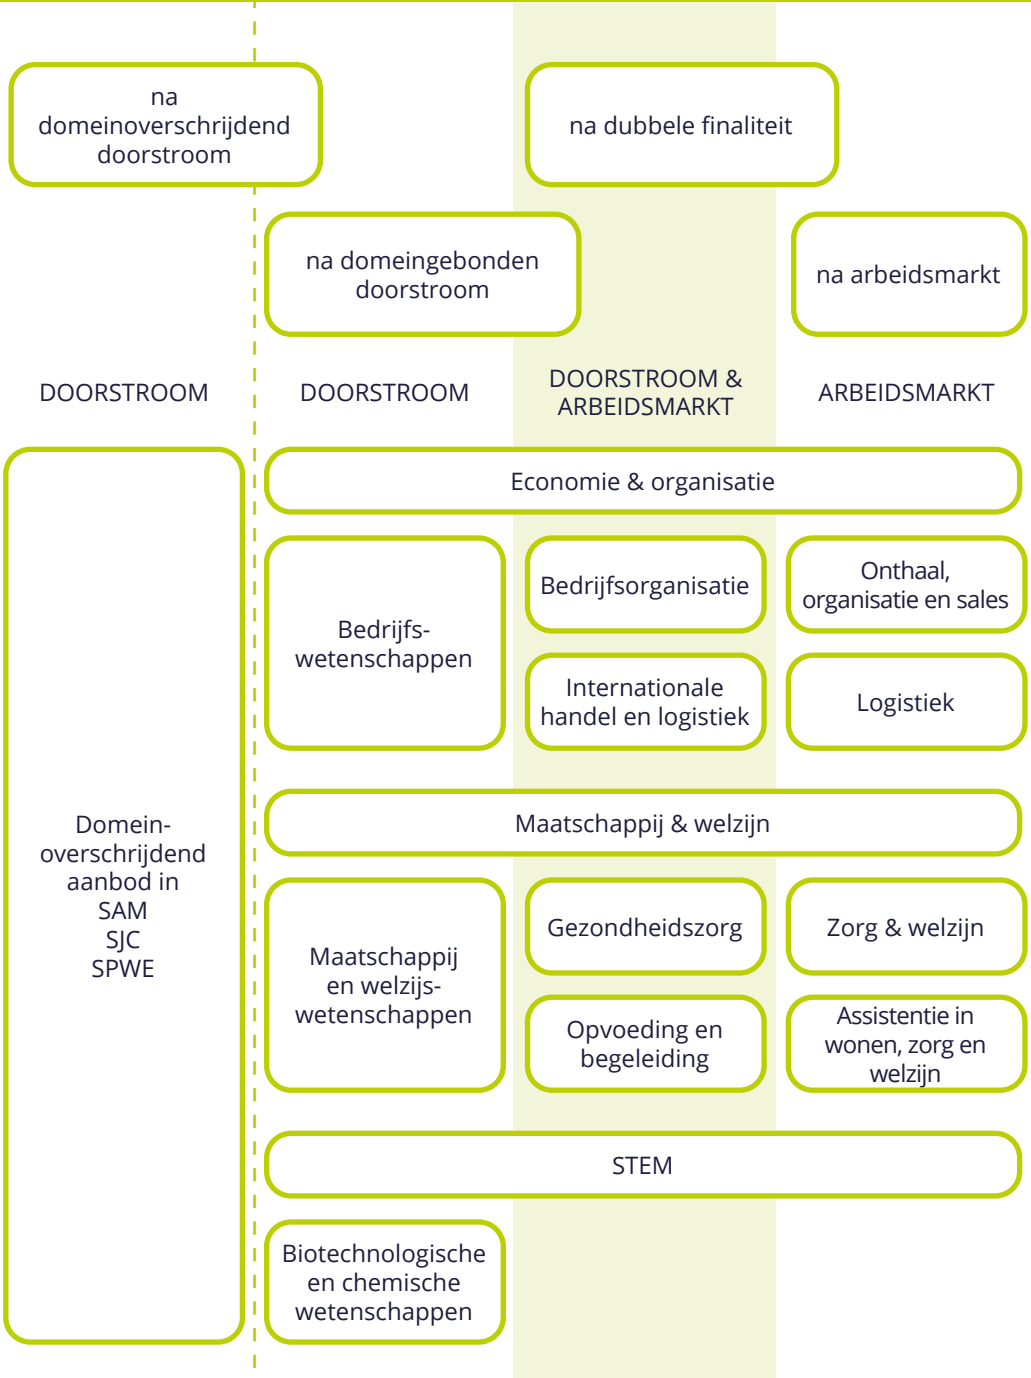 na
domeinoverschrijdend
doorstroom
na dubbele finaliteit
na domeingebonden
doorstroom
na arbeidsmarkt
DOORSTROOM
DOORSTROOM
DOORSTROOM &
ARBEIDSMARKT
ARBEIDSMARKT
Domein-
overschrijdend
aanbod in
SAM
SJC
SPWE
Economie & organisatie
Bedrijfs-
wetenschappen
Bedrijfsorganisatie
Onthaal,
organisatie en sales
Internationale
handel en logistiek
Logistiek
Maatschappij & welzijn
Maatschappij
en welzijs-
wetenschappen
Gezondheidszorg
Zorg & welzijn
Opvoeding en
begeleiding
Assistentie in
wonen, zorg en
welzijn
STEM
Biotechnologische
en chemische
wetenschappen